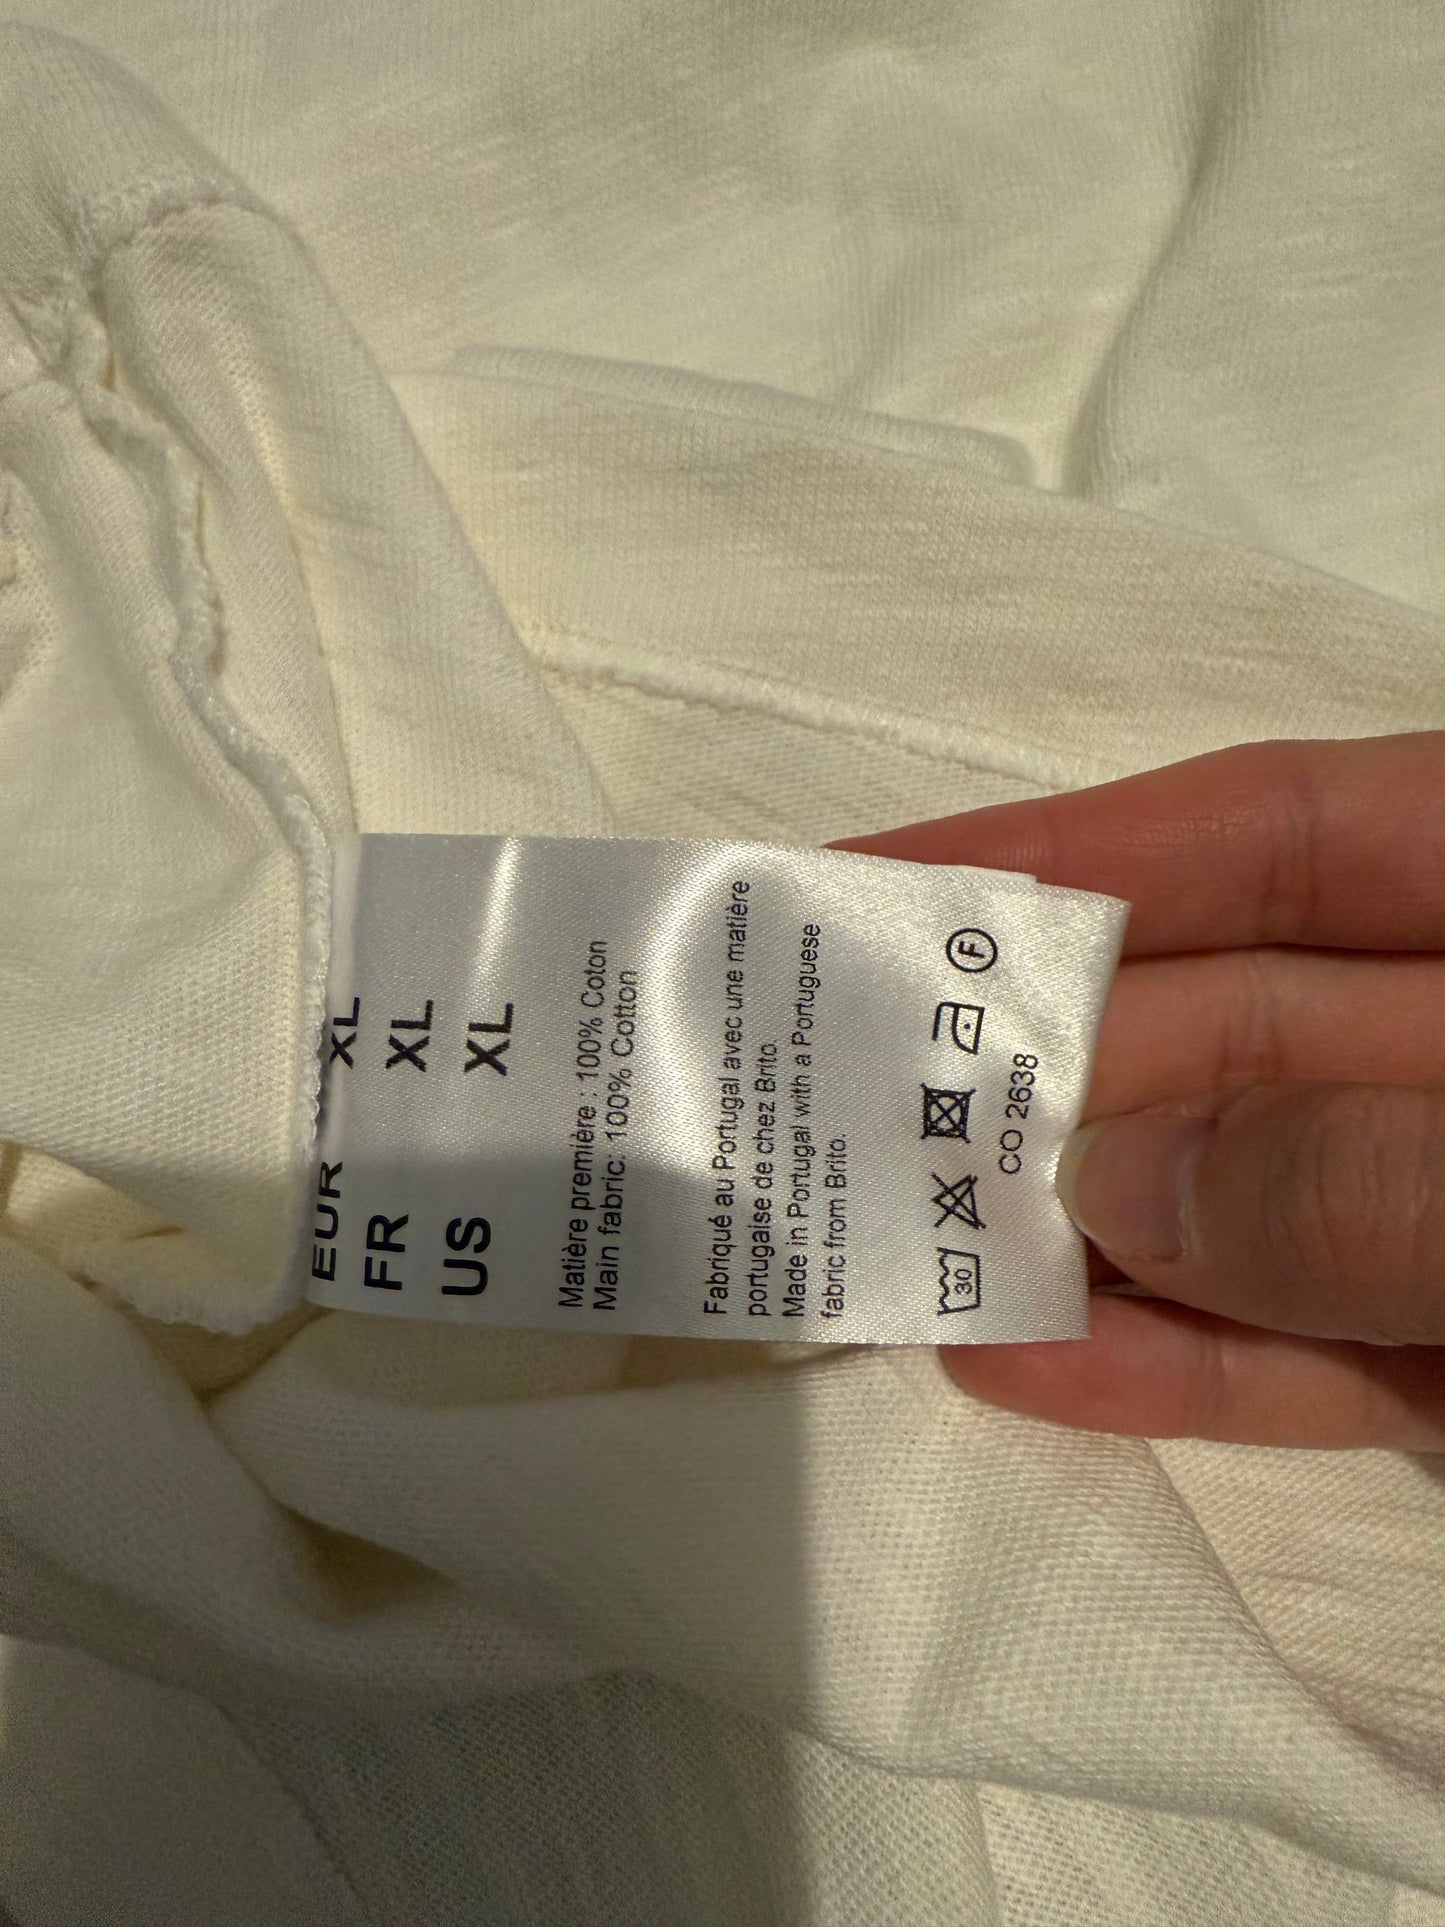 EUR XL
FR XL
US XL
Matière première : 100% Coton
Main fabric: 100% Cotton
Fabriqué au Portugal avec une matière
portugaise de chez Brito.
Made in Portugal with a Portuguese
fabric from Brito.
30 F
CO 2638